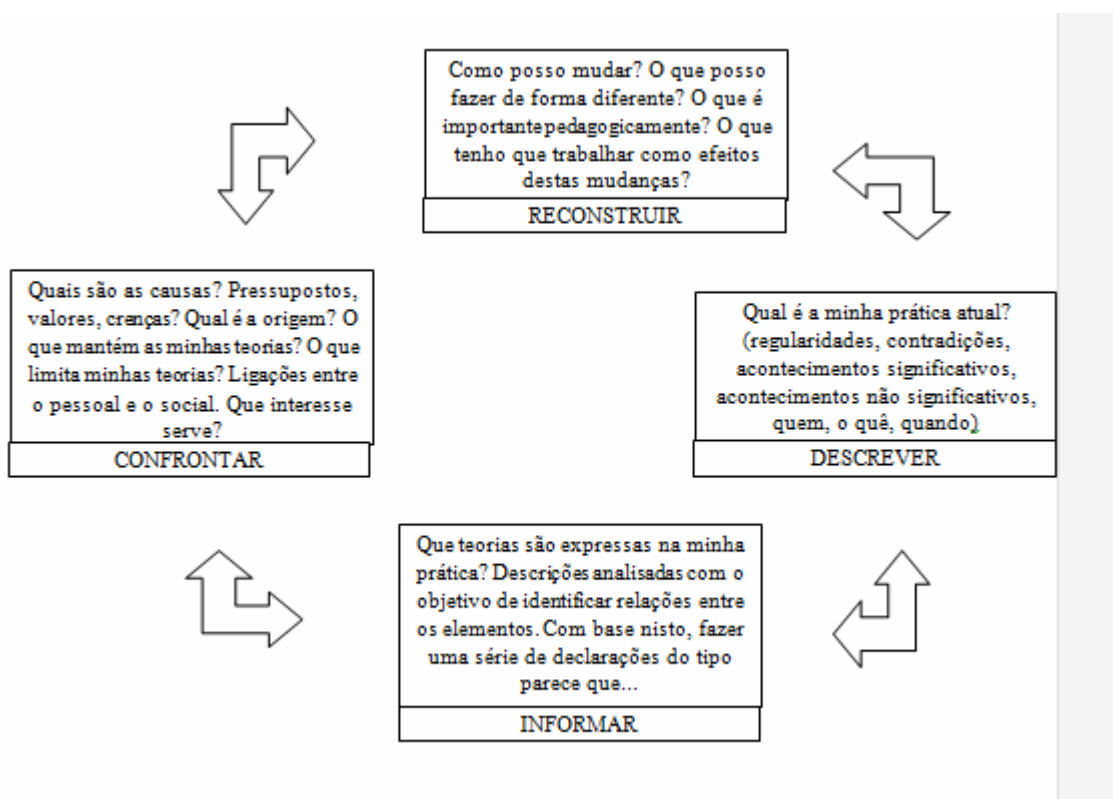 Como posso mudar? O que posso
fazer de forma diferente? O que é
importante pedagogicamente? O que
tenho que trabalhar como efeitos
destas mudanças?
RECONSTRUIR
Quais são as causas? Pressupostos,
valores, crenças? Qual é a origem? O
que mantém as minhas teorias? O que
limita minhas teorias? Ligações entre
o pessoal e o social. Que interesse
serve?
CONFRONTAR
Qual é a minha prática atual?
(regularidades, contradições,
acontecimentos significativos,
acontecimentos não significativos,
quem, o quê, quando)
DESCREVER
Que teorias são expressas na minha
prática? Descrições analisadas com o
objetivo de identificar relações entre
os elementos. Com base nisto, fazer
uma série de declarações do tipo
parece que...
INFORMAR